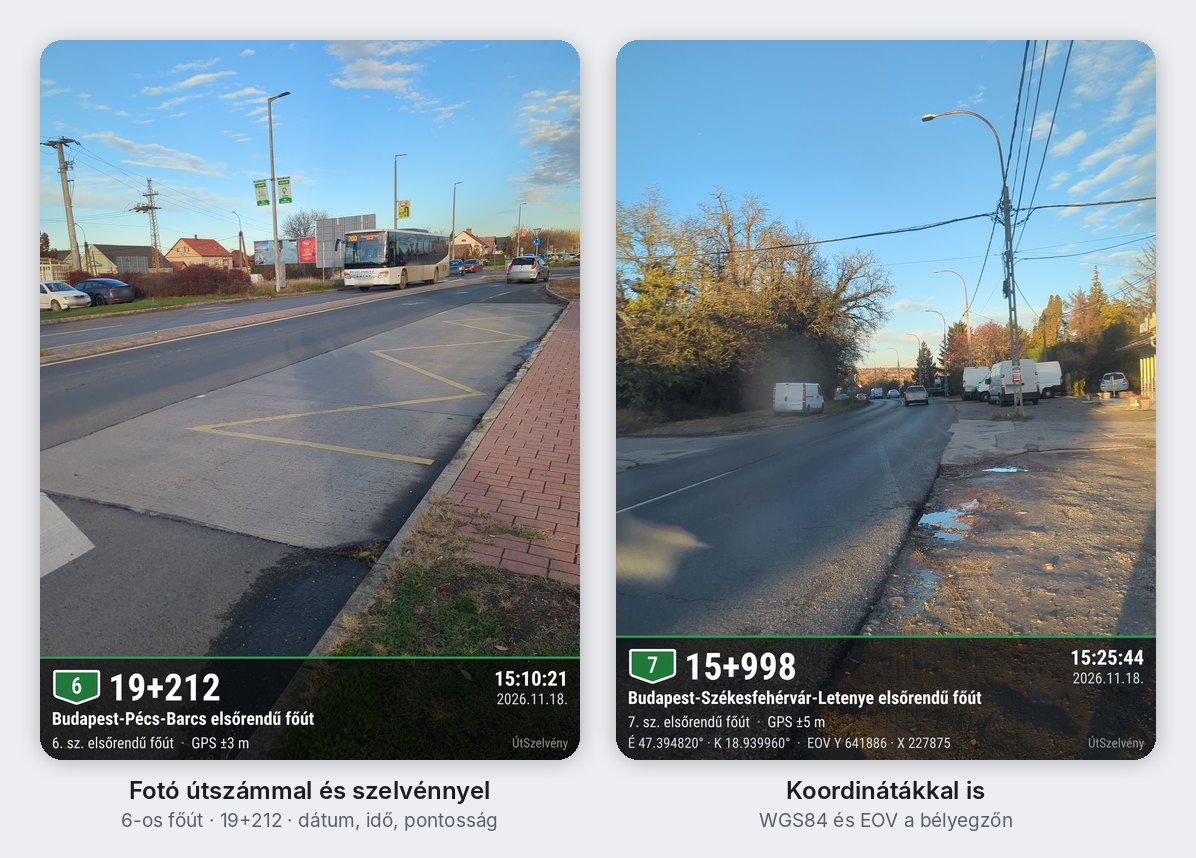 700
6 19+212
15:10:21
2026.11.18.
Budapest-Pécs-Barcs elsőrendű főút
6. sz. elsőrendű főút · GPS ±3 m
ÚtSzelvény
7 15+998
15:25:44
2026.11.18.
Budapest-Székesfehérvár-Letenye elsőrendű főút
7. sz. elsőrendű főút · GPS ±5 m
É 47.394820° · K 18.939960° · EOV Y 641886 · X 227875
ÚtSzelvény
Fotó útszámmal és szelvénnyel
6-os főút · 19+212 · dátum, idő, pontosság
Koordinátákkal is
WGS84 és EOV a bélyegzőn